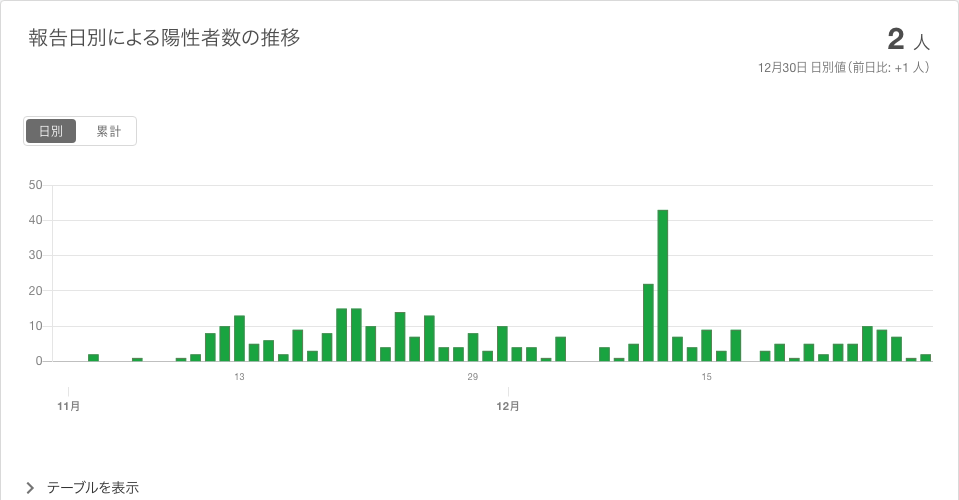 報告日別による陽性者数の推移
2 人
12月30日 日別値（前日比: +1 人）
日別 累計
50
40
30
20
10
0
13 29 15
11月 12月
テーブルを表示